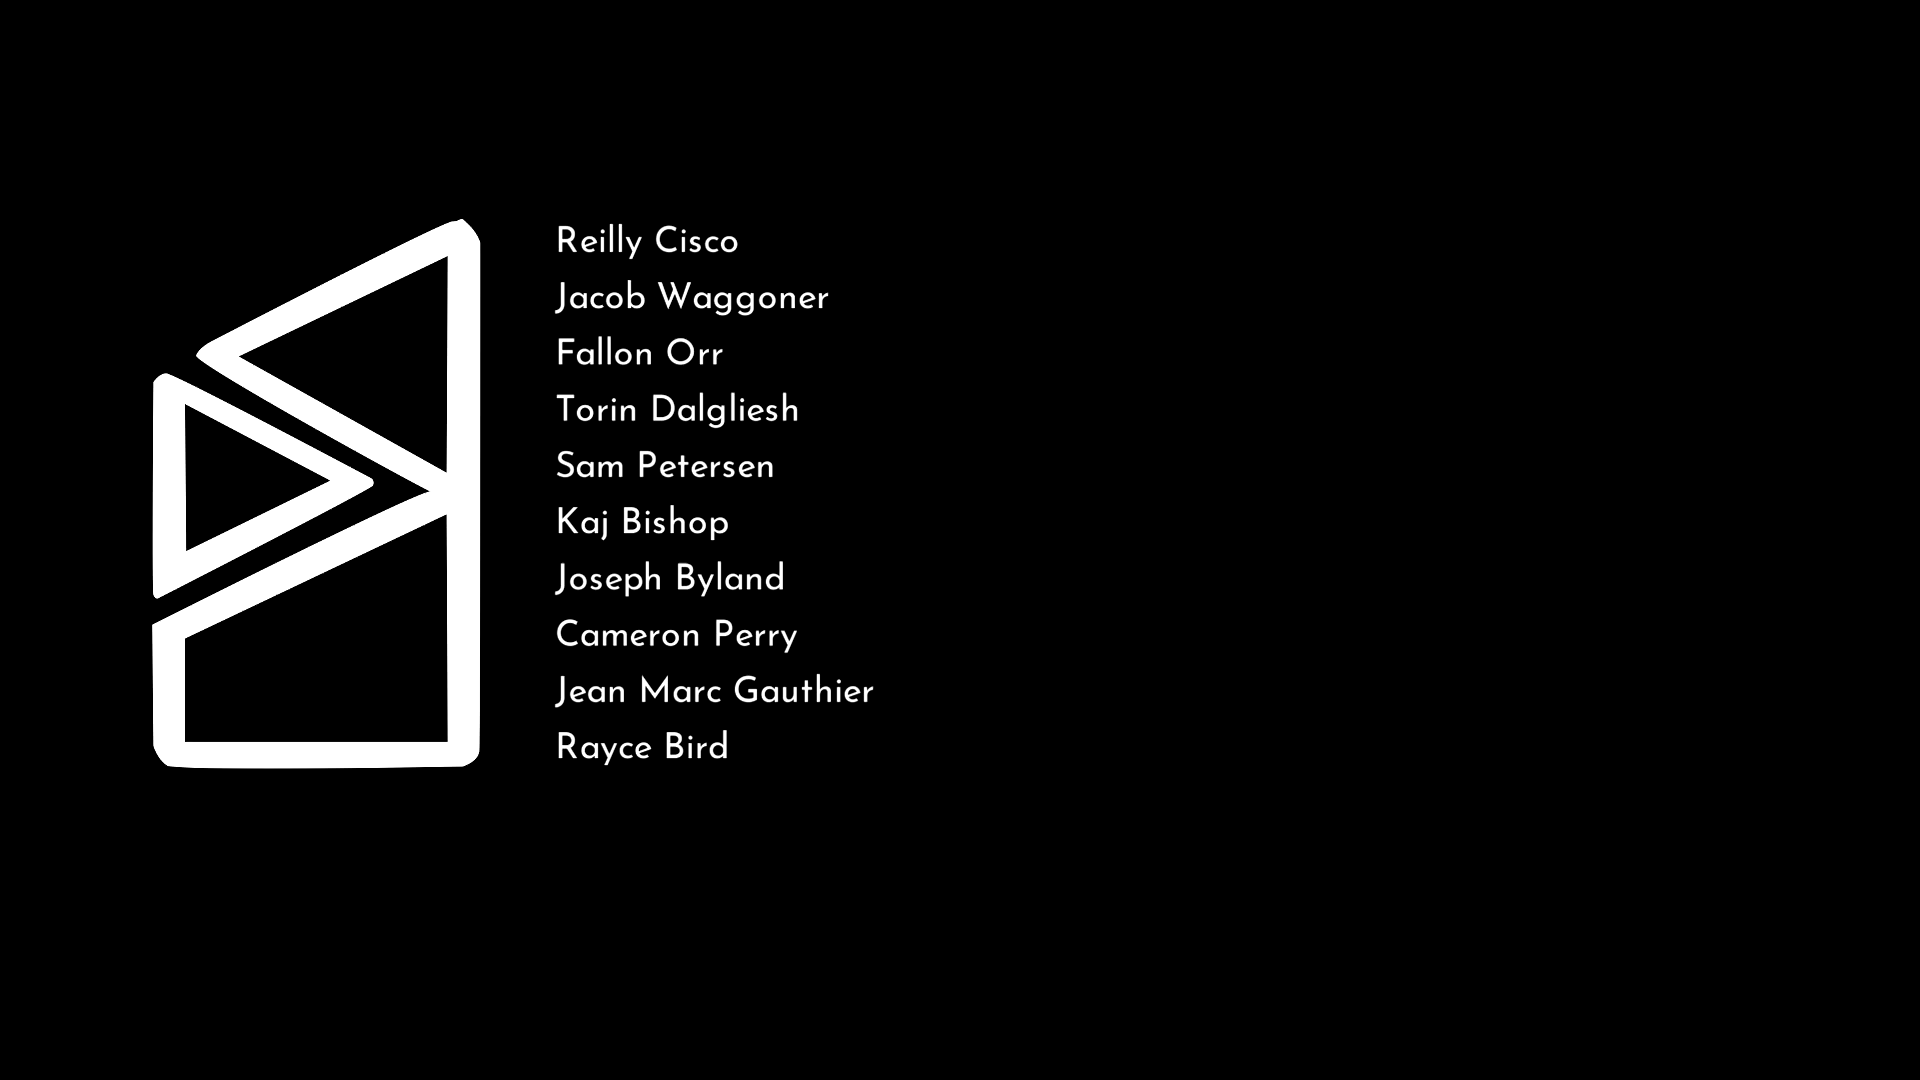 Reilly Cisco
Jacob Waggoner
Fallon Orr
Torin Dalgliesh
Sam Petersen
Kaj Bishop
Joseph Byland
Cameron Perry
Jean Marc Gauthier
Rayce Bird